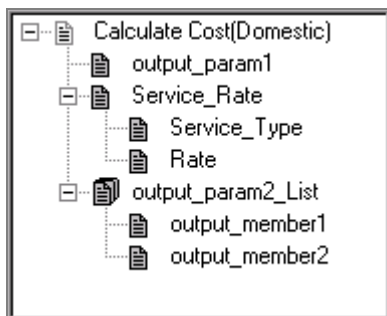 Calculate Cost(Domestic)
output_param1
Service_Rate
Service_Type
Rate
output_param2_List
output_member1
output_member2